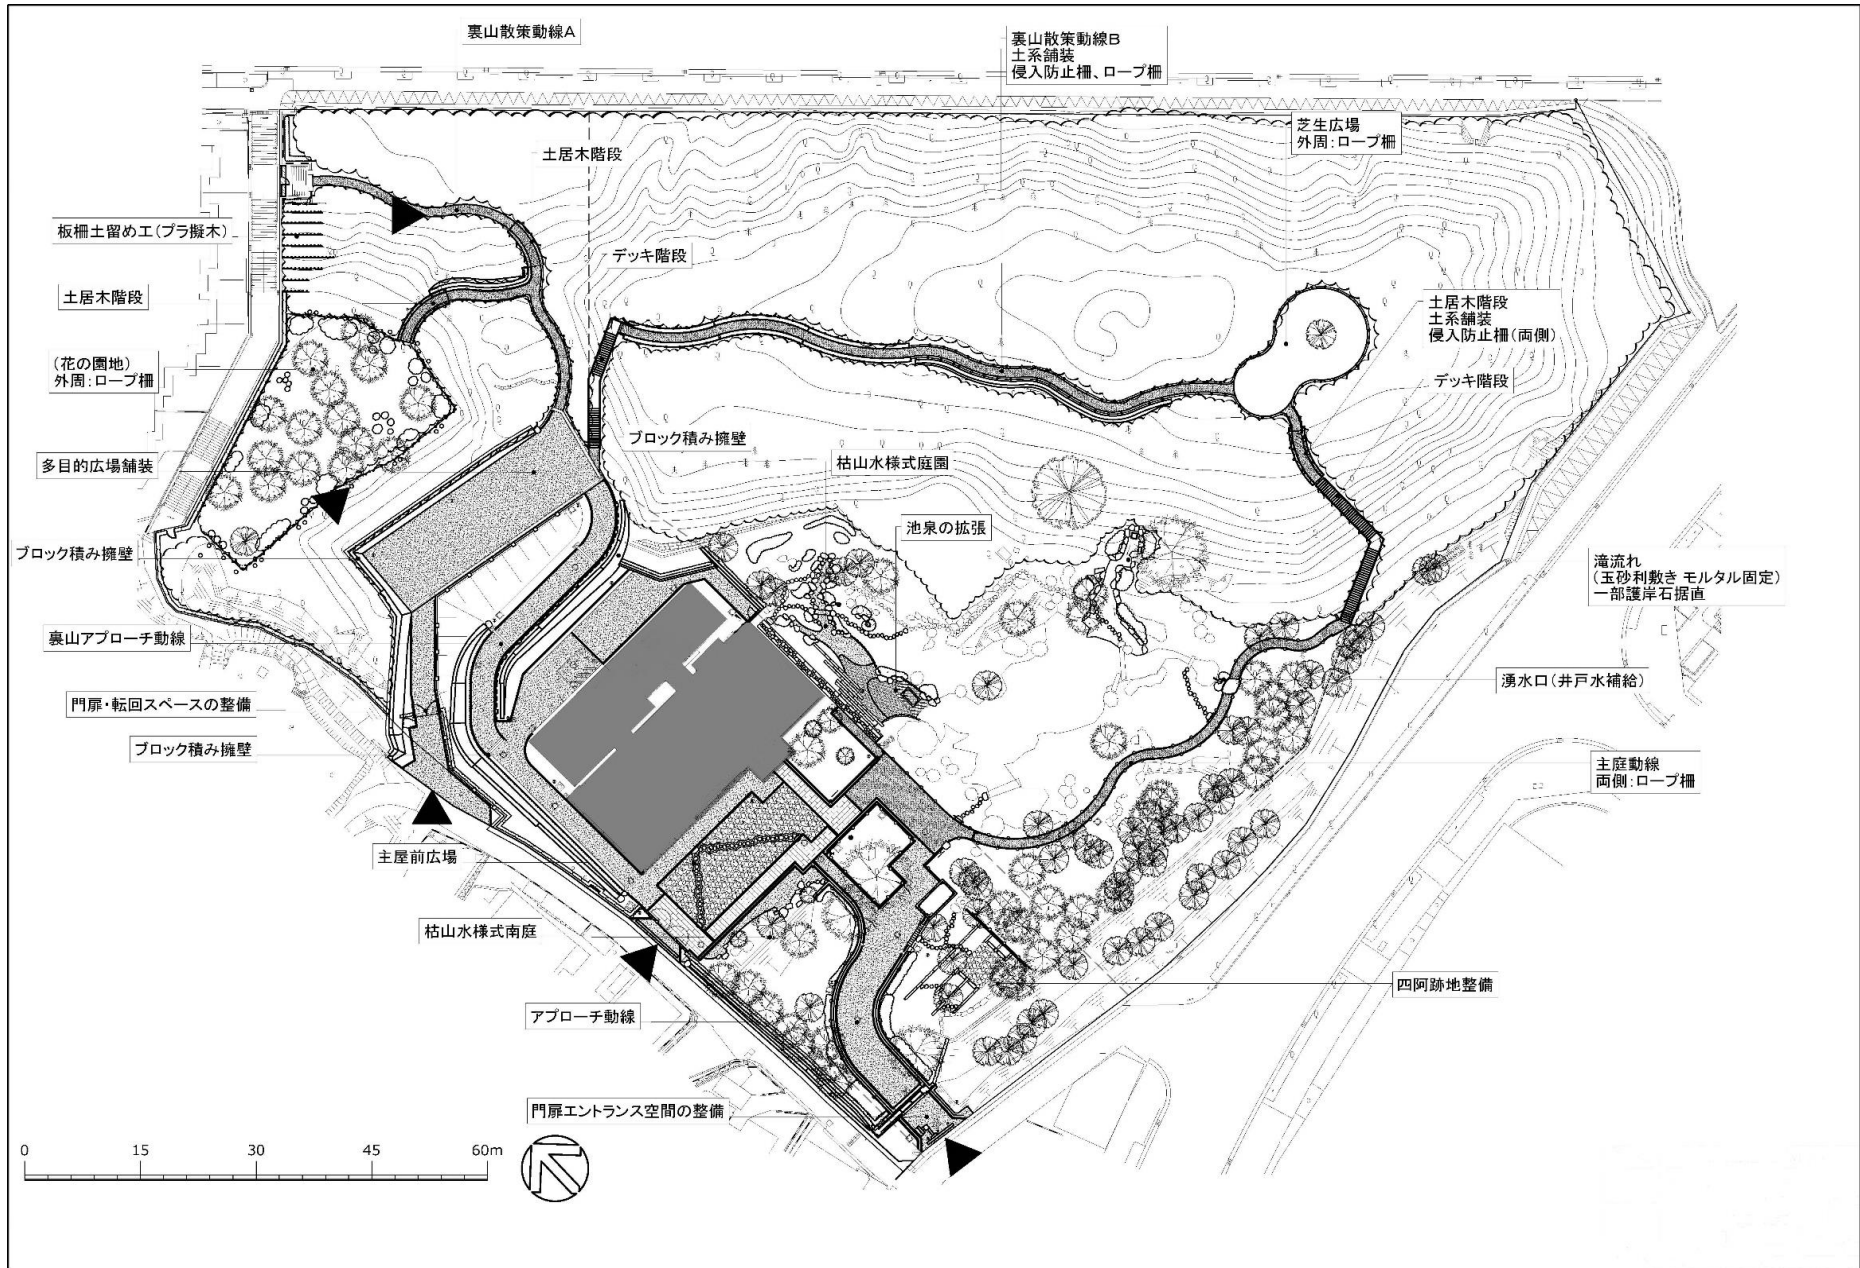 裏山散策動線A
裏山散策動線B
土系舗装
侵入防止柵、ロープ柵
芝生広場
外周:ロープ柵
土居木階段
板柵土留め工(プラ擬木)
デッキ階段
土居木階段
土居木階段
土系舗装
侵入防止柵(両側)
(花の園地)
外周:ロープ柵
デッキ階段
ブロック積み擁壁
多目的広場舗装
枯山水様式庭園
池泉の拡張
ブロック積み擁壁
滝流れ
(玉砂利敷き モルタル固定)
一部護岸石据直
裏山アプローチ動線
湧水口(井戸水補給)
門扉・転回スペースの整備
ブロック積み擁壁
主庭動線
両側:ロープ柵
主屋前広場
枯山水様式南庭
四阿跡地整備
アプローチ動線
門扉エントランス空間の整備
0 15 30 45 60m